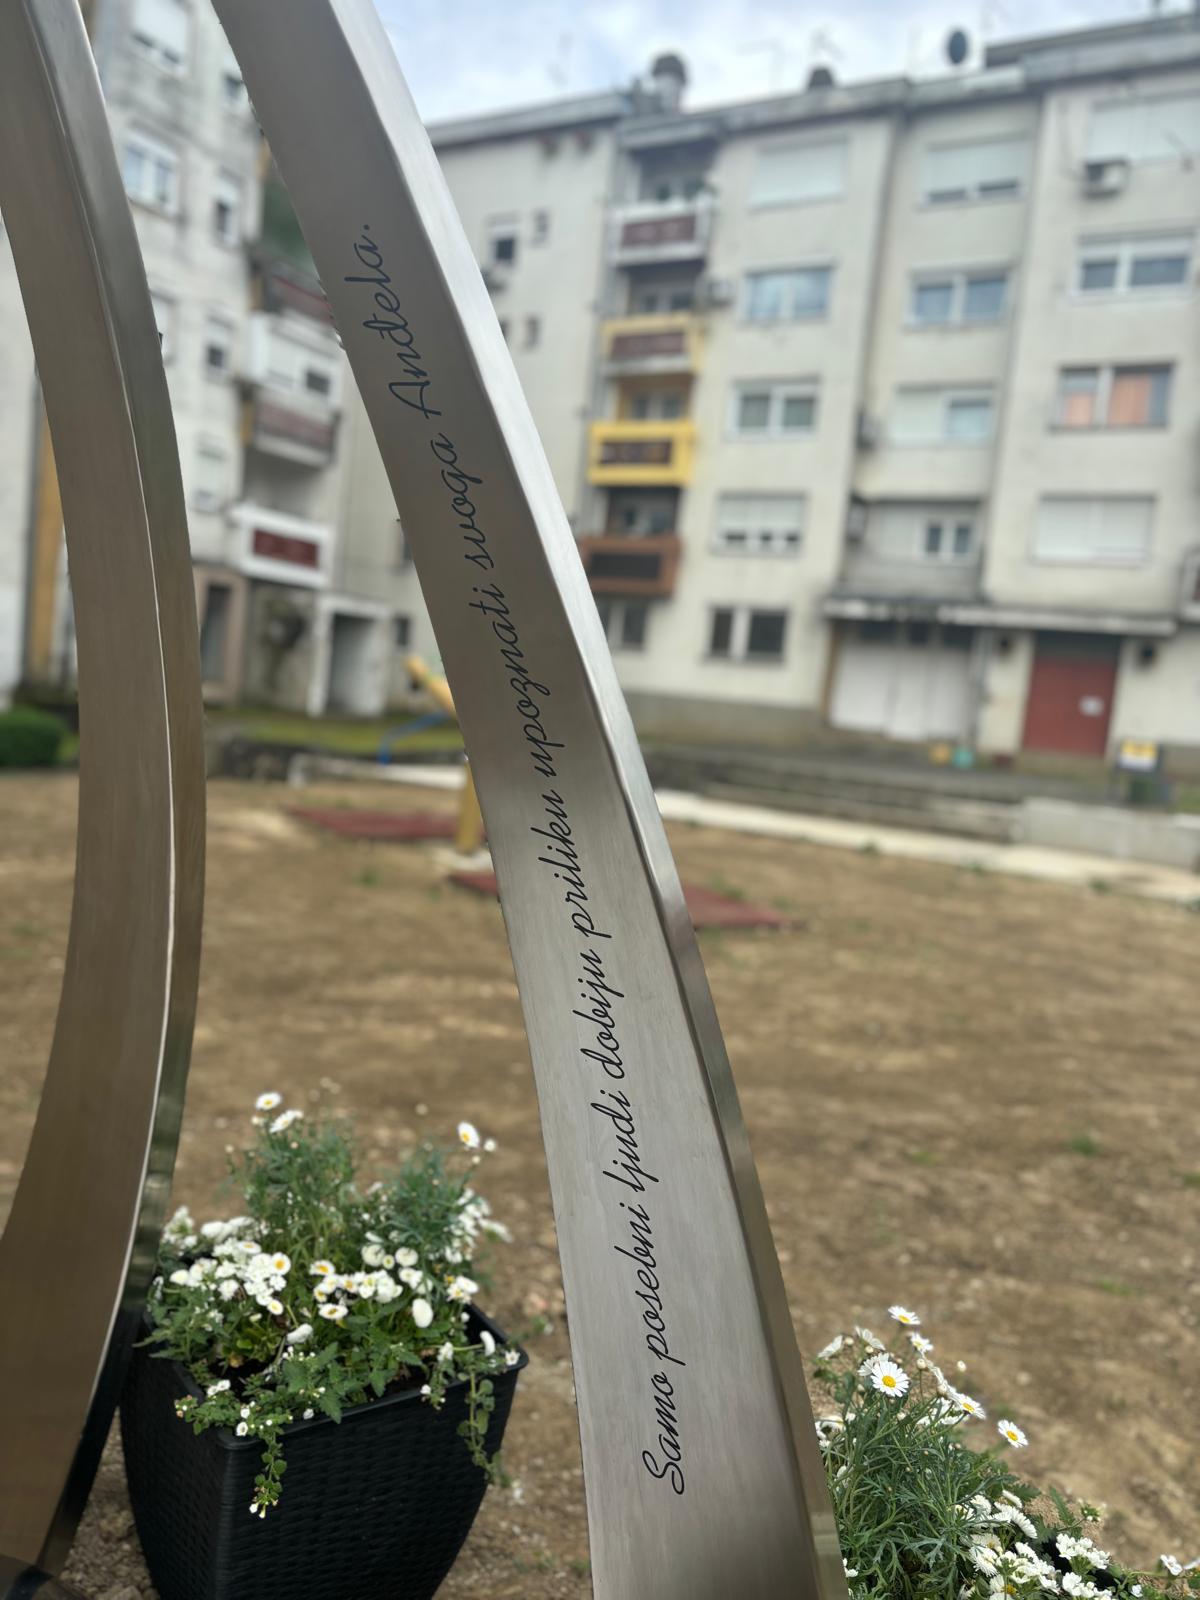 Samo posebni ljudi dobiju priliku upoznati svoga Anđela.